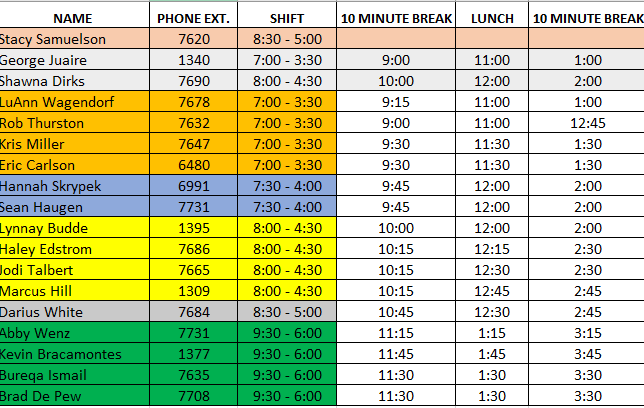 NAME PHONE EXT. SHIFT 10 MINUTE BREAK LUNCH 10 MINUTE BREAK
Stacy Samuelson 7620 8:30 - 5:00
George Juaire 1340 7:00 - 3:30 9:00 11:00 1:00
Shawna Dirks 7690 8:00 - 4:30 10:00 12:00 2:00
LuAnn Wagendorf 7678 7:00 - 3:30 9:15 11:00 1:00
Rob Thurston 7632 7:00 - 3:30 9:00 11:00 12:45
Kris Miller 7647 7:00 - 3:30 9:30 11:30 1:30
Eric Carlson 6480 7:00 - 3:30 9:30 11:30 1:30
Hannah Skrypek 6991 7:30 - 4:00 9:45 12:00 2:00
Sean Haugen 7731 7:30 - 4:00 9:45 12:00 2:00
Lynnay Budde 1395 8:00 - 4:30 10:00 12:00 2:00
Haley Edstrom 7686 8:00 - 4:30 10:15 12:15 2:30
Jodi Talbert 7665 8:00 - 4:30 10:15 12:30 2:30
Marcus Hill 1309 8:00 - 4:30 10:15 12:45 2:45
Darius White 7684 8:30 - 5:00 10:45 12:30 2:45
Abby Wenz 7731 9:30 - 6:00 11:15 1:15 3:15
Kevin Bracamontes 1377 9:30 - 6:00 11:45 1:45 3:45
Bureqa Ismail 7635 9:30 - 6:00 11:30 1:30 3:30
Brad De Pew 7708 9:30 - 6:00 11:30 1:30 3:30